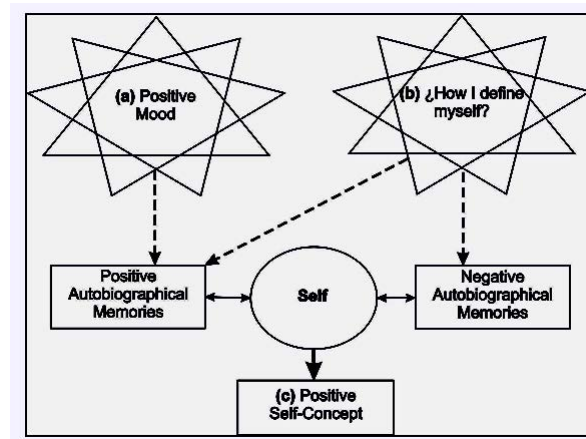 (a) Positive
Mood
(b) ¿How I define
myself?
Positive
Autobiographical
Memories
Self
Negative
Autobiographical
Memories
(c) Positive
Self-Concept